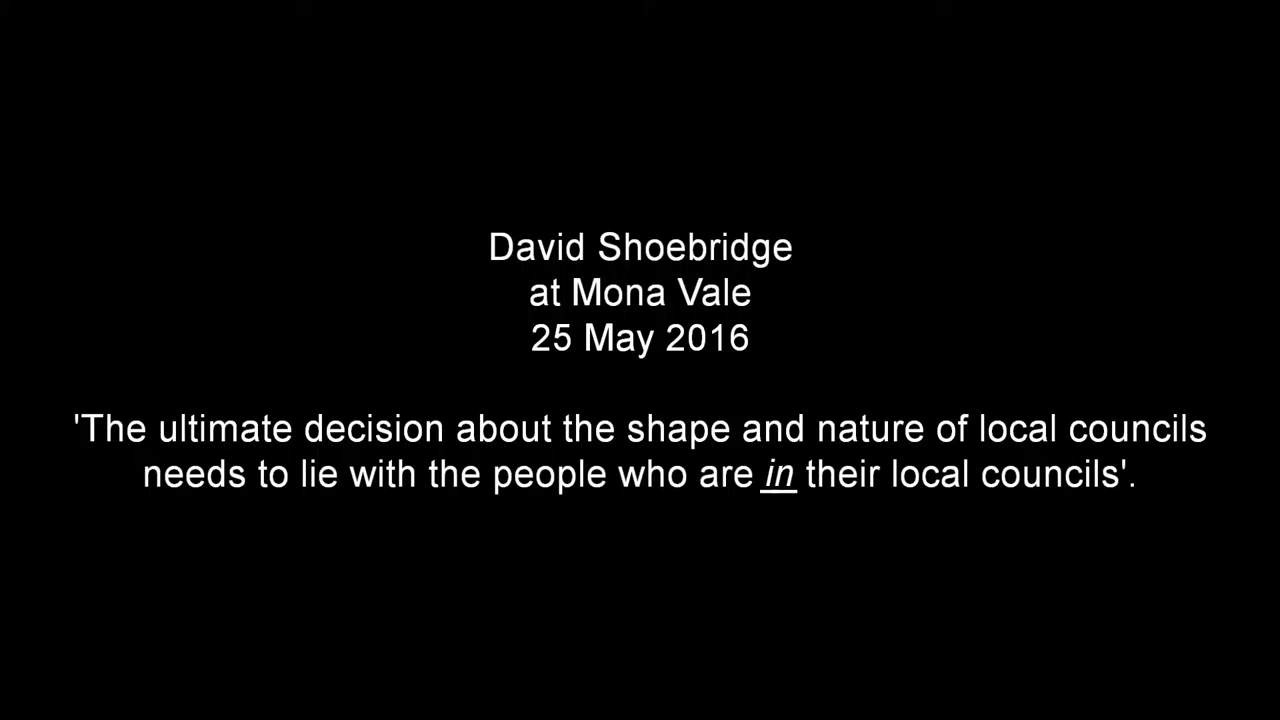 David Shoebridge
at Mona Vale
25 May 2016
'The ultimate decision about the shape and nature of local councils
needs to lie with the people who are in their local councils'.